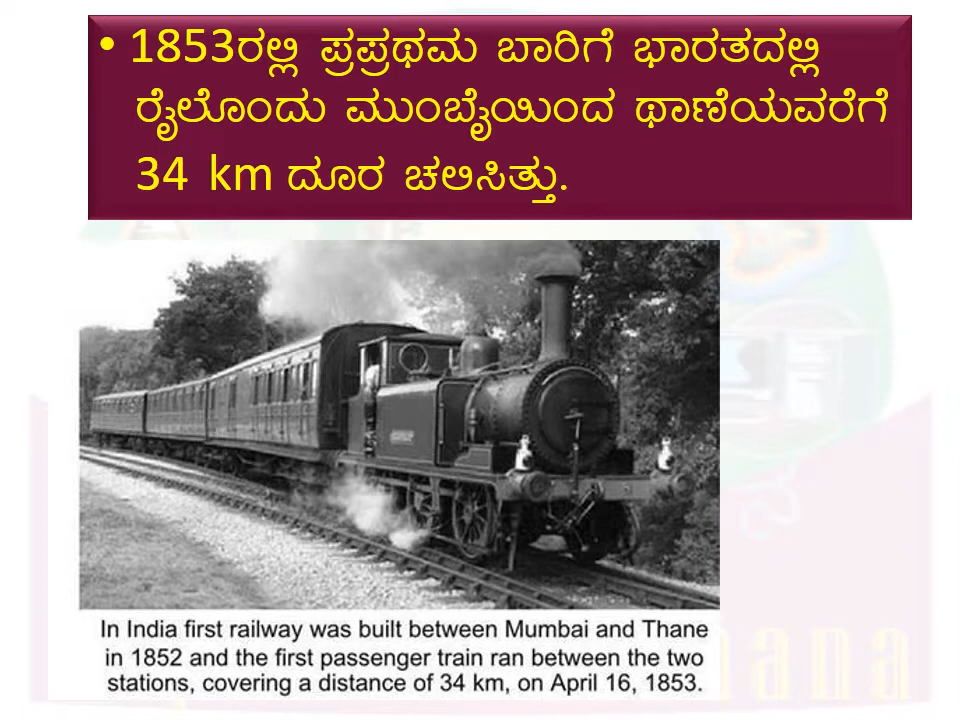 • 1853ರಲ್ಲಿ ಪ್ರಪ್ರಥಮ ಬಾರಿಗೆ ಭಾರತದಲ್ಲಿ
ರೈಲೊಂದು ಮುಂಬೈಯಿಂದ ಥಾಣೆಯವರೆಗೆ
34 km ದೂರ ಚಲಿಸಿತ್ತು.
In India first railway was built between Mumbai and Thane
in 1852 and the first passenger train ran between the two
stations, covering a distance of 34 km, on April 16, 1853.